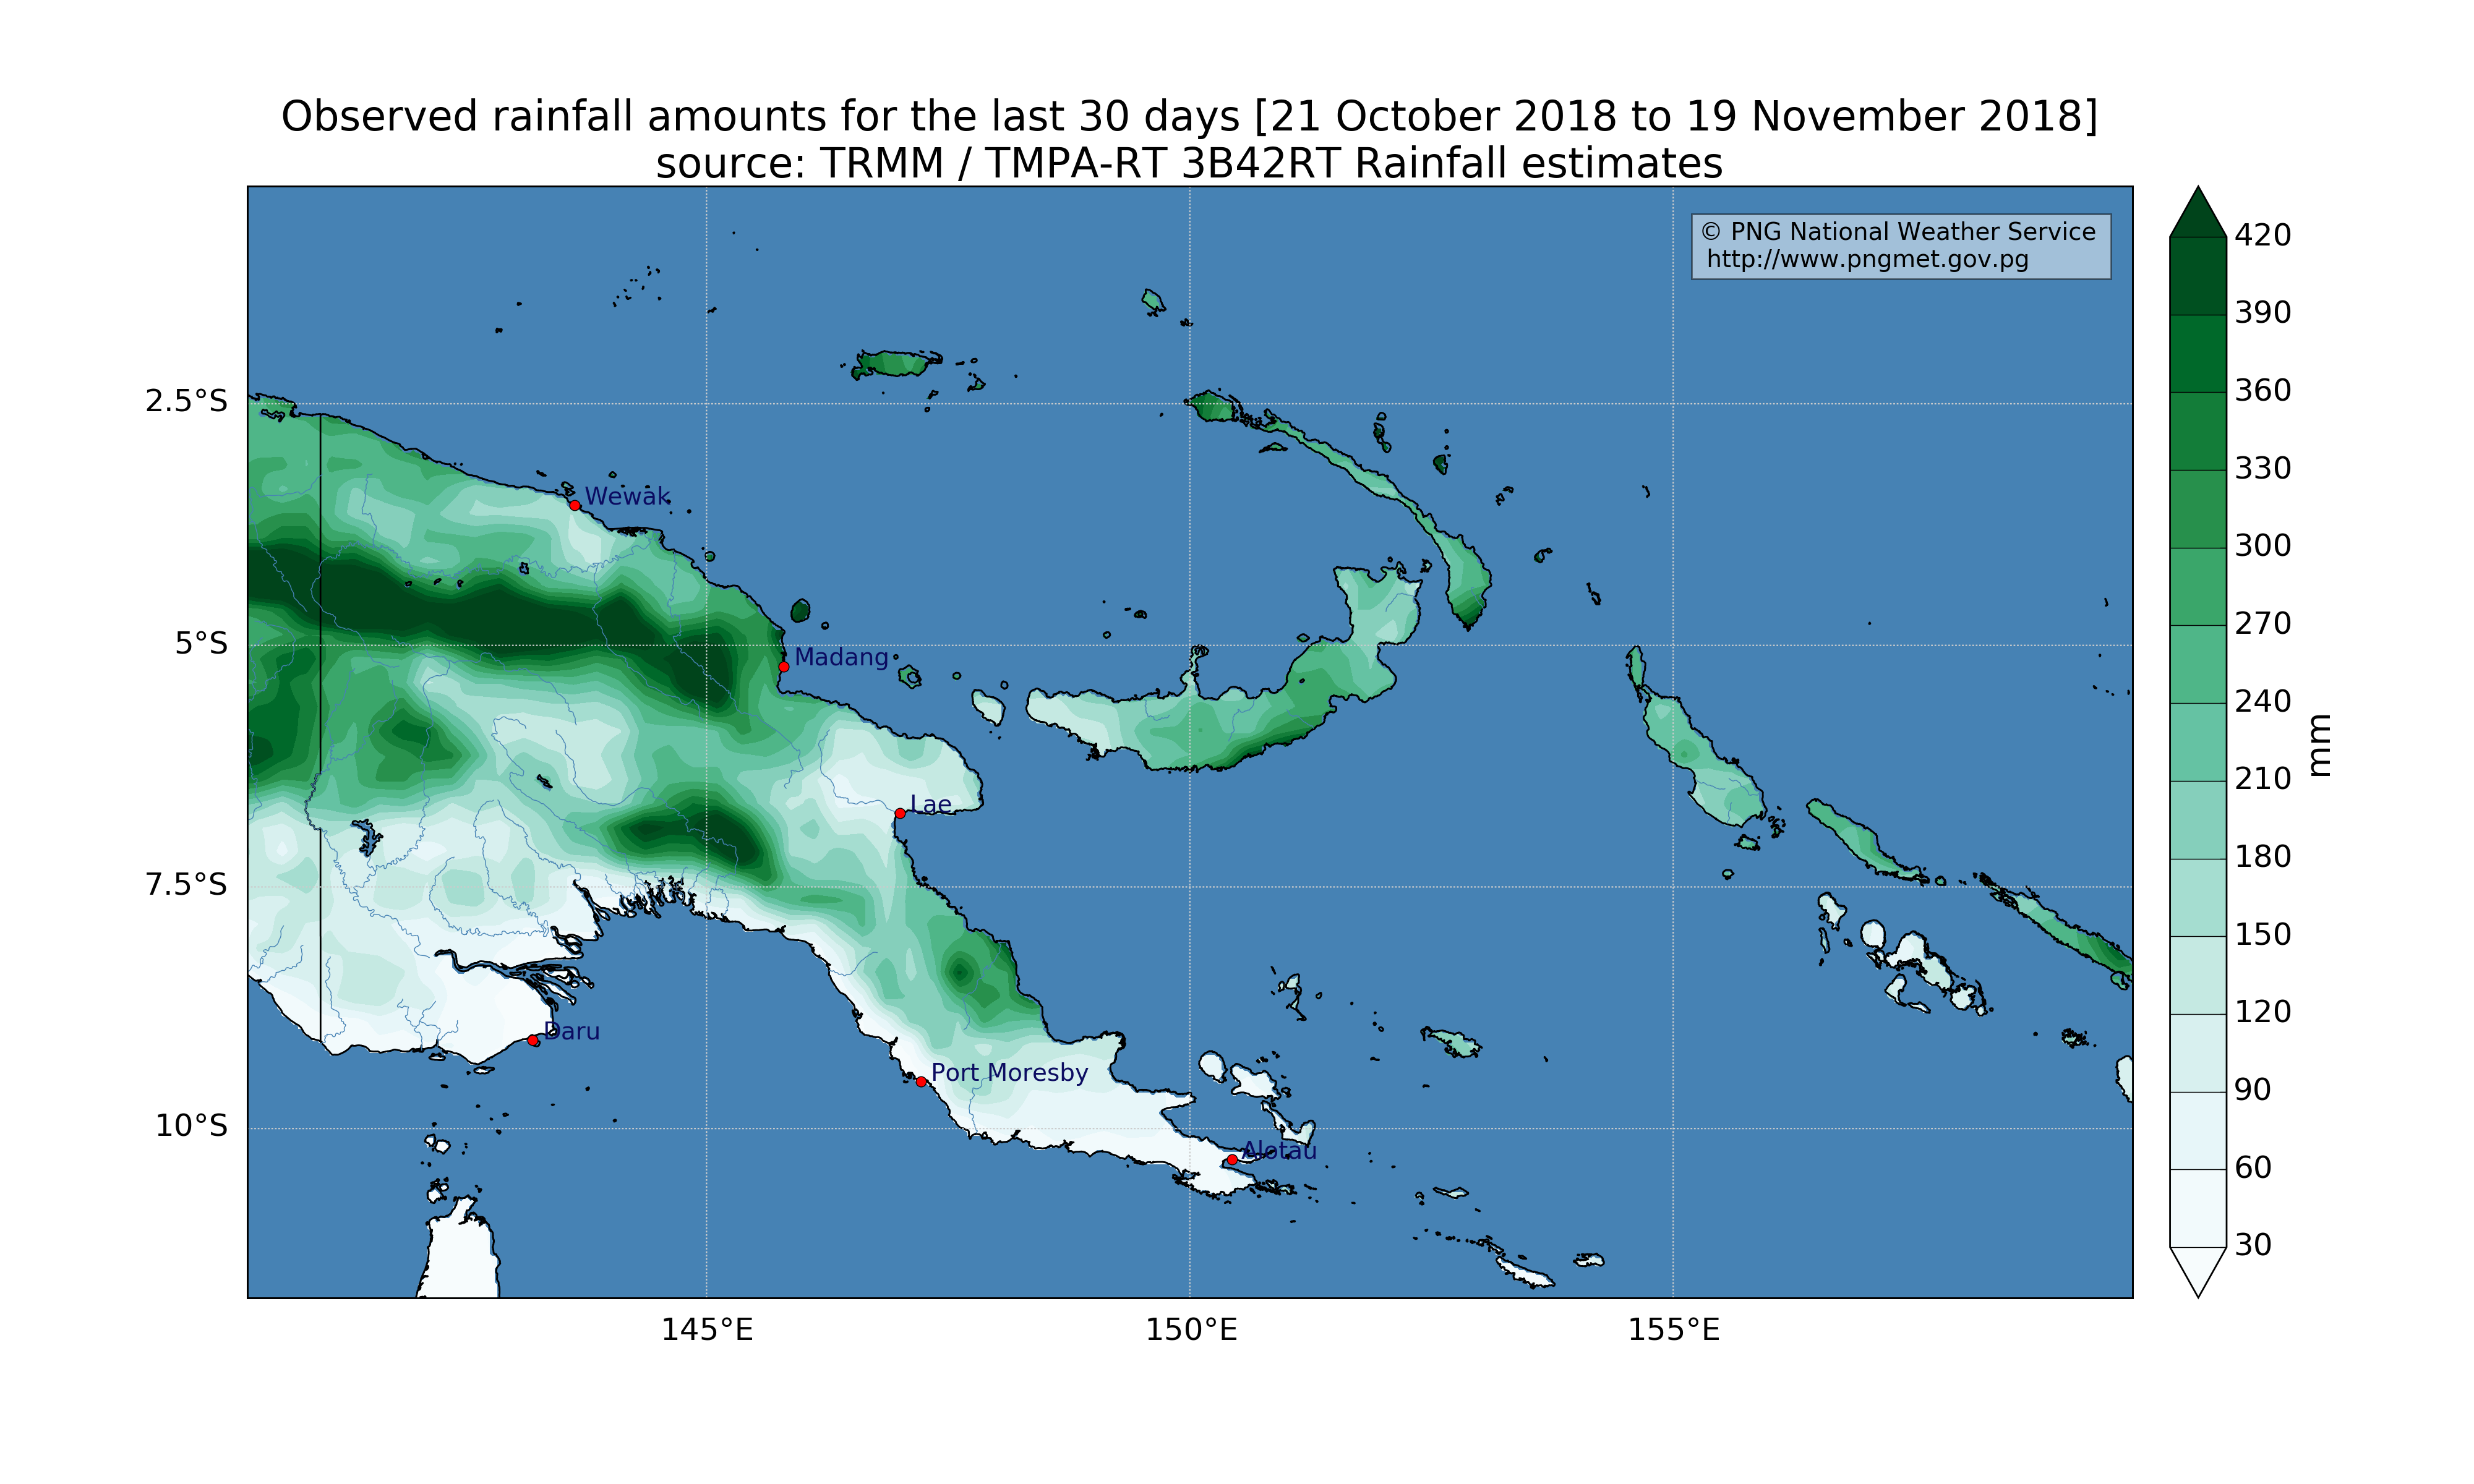 Observed rainfall amounts for the last 30 days [21 October 2018 to 19 November 2018]
source: TRMM / TMPA-RT 3B42RT Rainfall estimates
© PNG National Weather Service
http://www.pngmet.gov.pg
2.5°S
5°S
7.5°S
10°S
Wewak
Madang
Lae
Daru
Port Moresby
Alotau
145°E
150°E
155°E
420
390
360
330
300
270
240
210
180
150
120
90
60
30
mm